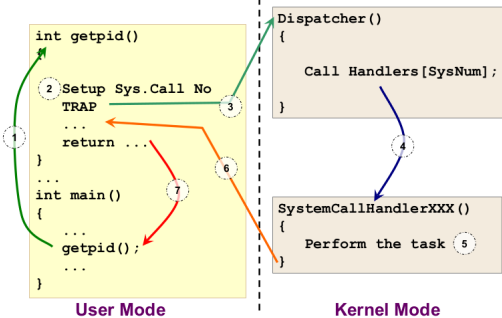 int getpid()
{
2 Setup Sys.Call No
TRAP
...
return ...
}
...
int main()
{
...
getpid();
...
}
1
3
6
7
User Mode
Dispatcher()
{
Call Handlers[SysNum];
}
4
SystemCallHandlerXXX()
{
Perform the task 5
}
Kernel Mode